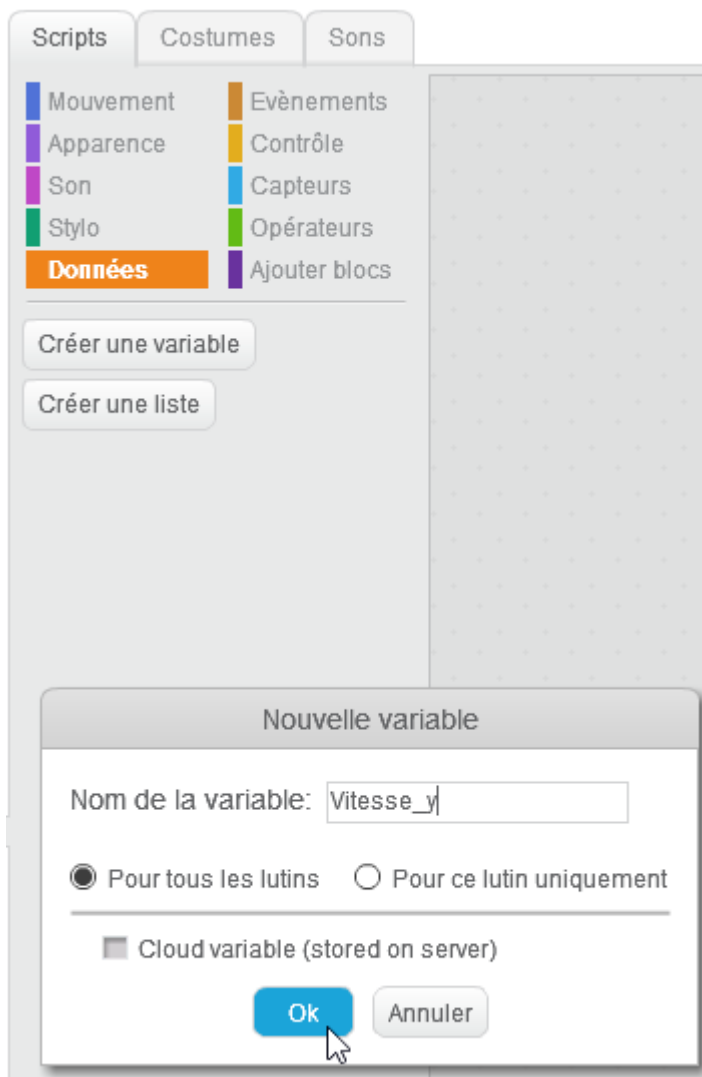 Scripts Costumes Sons
Mouvement Evènements
Apparence Contrôle
Son Capteurs
Stylo Opérateurs
Données Ajouter blocs
Créer une variable
Créer une liste
Nouvelle variable
Nom de la variable: Vitesse_y
Pour tous les lutins Pour ce lutin uniquement
Cloud variable (stored on server)
Ok Annuler